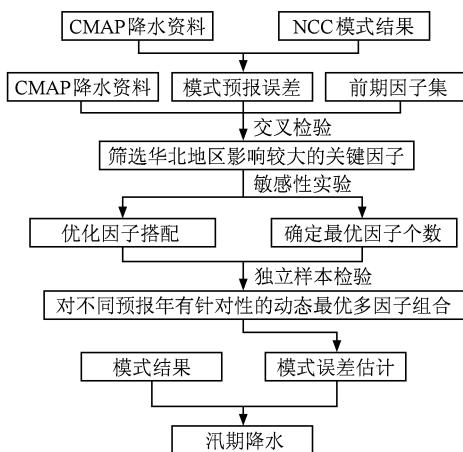 CMAP降水资料 NCC模式结果
CMAP降水资料 模式预报误差 前期因子集
交叉检验
筛选华北地区影响较大的关键因子
敏感性实验
优化因子搭配 确定最优因子个数
独立样本检验
对不同预报年有针对性的动态最优多因子组合
模式结果 模式误差估计
汛期降水